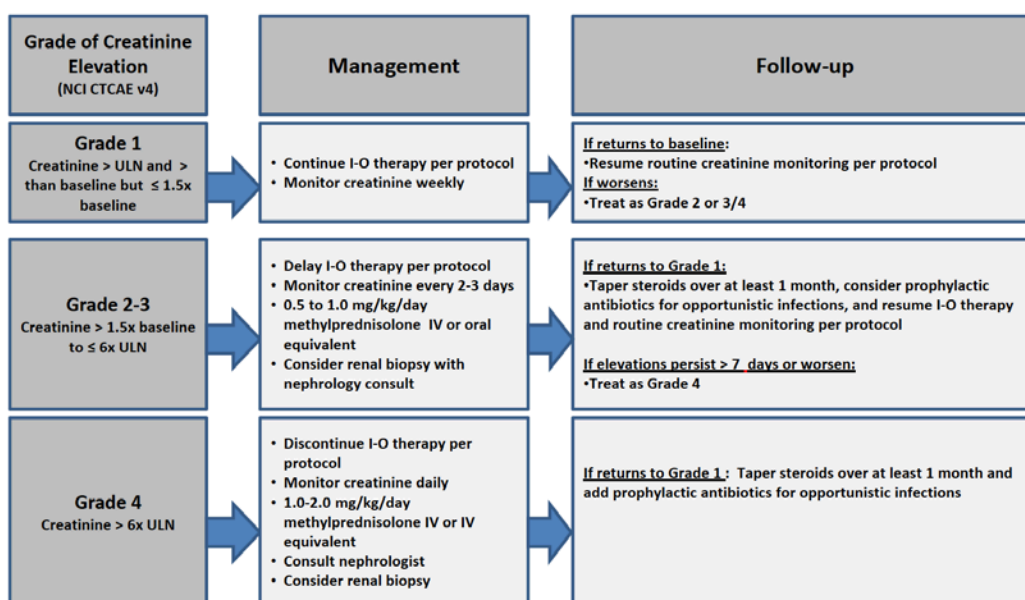 Grade of Creatinine
Elevation
(NCI CTCAE v4)
Management
Follow-up
Grade 1
Creatinine > ULN and >
than baseline but ≤ 1.5x
baseline
• Continue I-O therapy per protocol
• Monitor creatinine weekly
If returns to baseline:
•Resume routine creatinine monitoring per protocol
If worsens:
•Treat as Grade 2 or 3/4
Grade 2-3
Creatinine > 1.5x baseline
to ≤ 6x ULN
• Delay I-O therapy per protocol
• Monitor creatinine every 2-3 days
• 0.5 to 1.0 mg/kg/day
methylprednisolone IV or oral
equivalent
• Consider renal biopsy with
nephrology consult
If returns to Grade 1:
•Taper steroids over at least 1 month, consider prophylactic
antibiotics for opportunistic infections, and resume I-O therapy
and routine creatinine monitoring per protocol
If elevations persist > 7 days or worsen:
•Treat as Grade 4
Grade 4
Creatinine > 6x ULN
• Discontinue I-O therapy per
protocol
• Monitor creatinine daily
• 1.0-2.0 mg/kg/day
methylprednisolone IV or IV
equivalent
• Consult nephrologist
• Consider renal biopsy
If returns to Grade 1 : Taper steroids over at least 1 month and
add prophylactic antibiotics for opportunistic infections